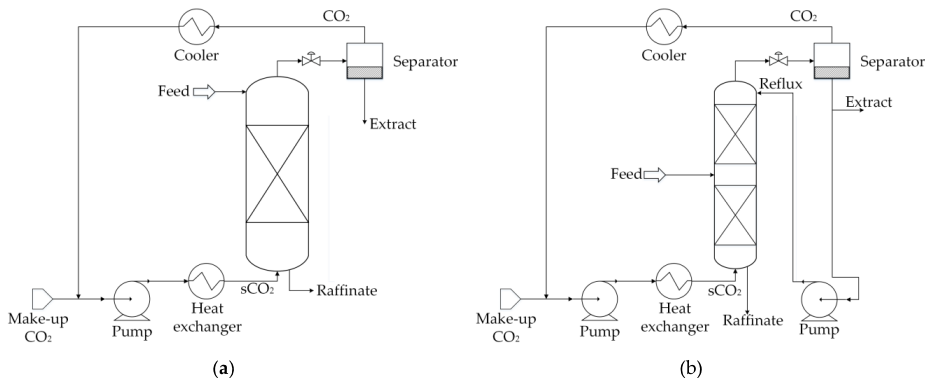 CO₂
Cooler
Separator
Feed
Extract
sCO₂
Raffinate
Heat
exchanger
Make-up
CO₂
Pump
(a)
CO₂
Cooler
Separator
Reflux
Extract
Feed
sCO₂
Raffinate
Heat
exchanger
Make-up
CO₂
Pump
Pump
(b)